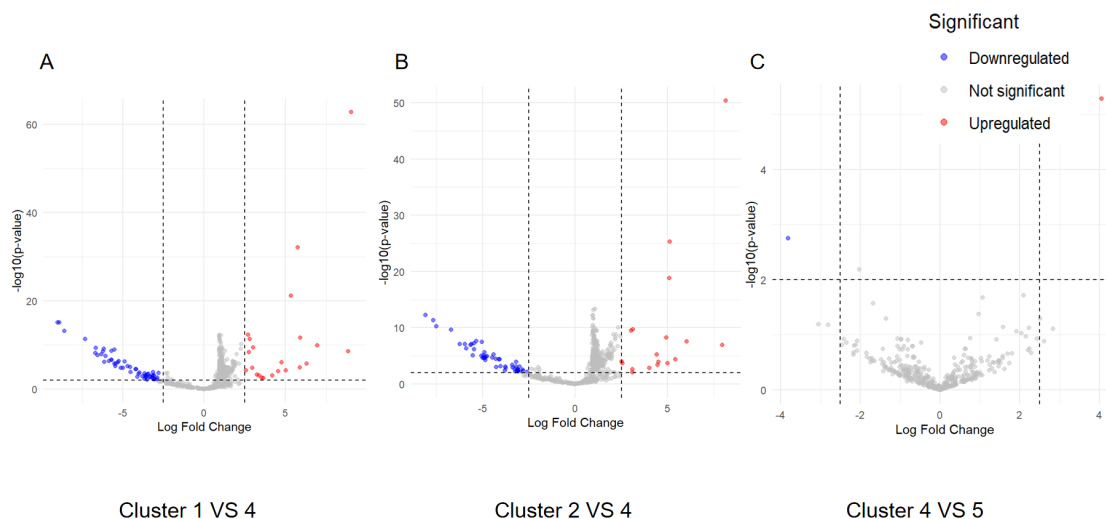 Significant
Downregulated
Not significant
Upregulated
A
B
C
-log10(p-value)
60
40
20
0
-5
0
5
Log Fold Change
-log10(p-value)
50
40
30
20
10
0
-5
0
5
Log Fold Change
-log10(p-value)
4
2
0
-4
-2
0
2
4
Log Fold Change
Cluster 1 VS 4
Cluster 2 VS 4
Cluster 4 VS 5